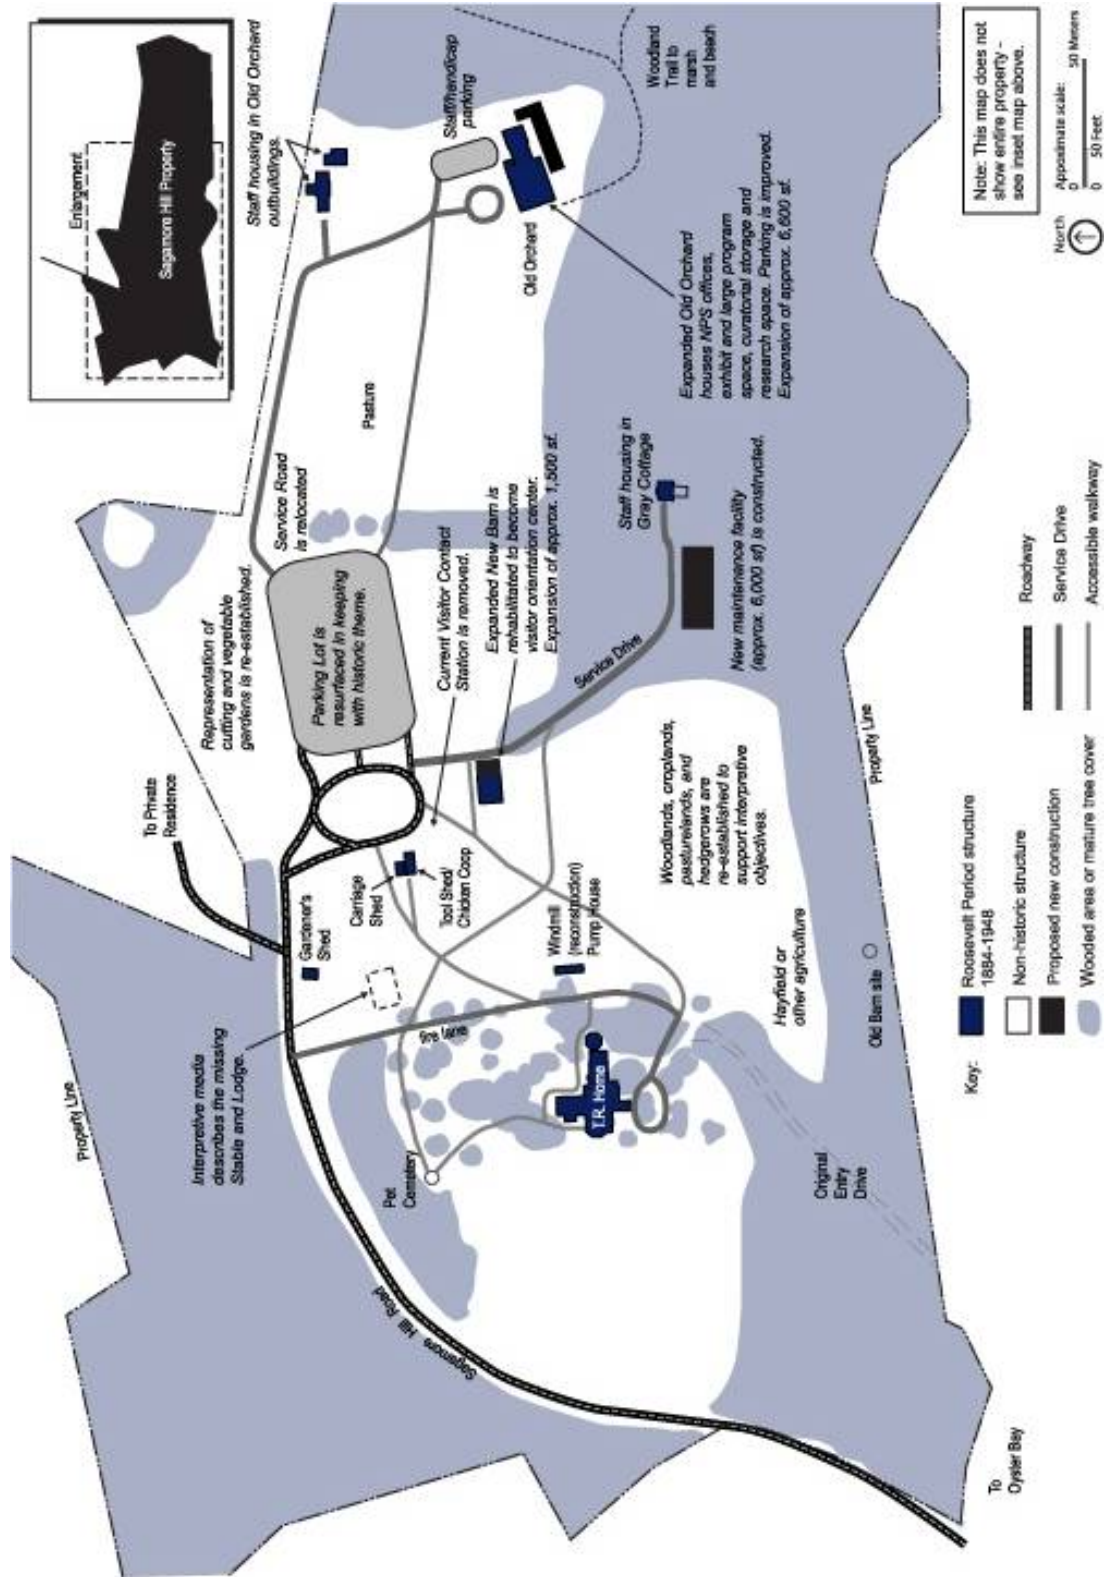 Enlargement
Sagamore Hill Property
Property Line
To Private
Residence
Representation of
cutting and vegetable
gardens is re-established.
Service Road
is relocated
Staff housing in Old Orchard
outbuildings.
Interpretive media
describes the missing
Stable and Lodge.
Gardener's
Shed
Parking Lot is
resurfaced in keeping
with historic theme.
Pasture
Staff/handicap
parking
Carriage
Shed
Tool Shed/
Chicken Coop
Current Visitor Contact
Station is removed.
Expanded New Barn is
rehabilitated to become
visitor orientation center.
Expansion of approx. 1,500 sf.
Old Orchard
Woodland
Trail to
marsh
and beach
Sagamore Hill Road
fire lane
Pet
Cemetery
Windmill
(reconstruction)
Pump House
T.R. Home
Service Drive
Staff housing in
Gray Cottage
Expanded Old Orchard
houses NPS offices,
exhibit and large program
space, curatorial storage and
research space. Parking is improved.
Expansion of approx. 6,600 sf.
Woodlands, croplands,
pasturelands, and
hedgerows are
re-established to
support interpretive
objectives.
New maintenance facility
(approx. 6,000 sf) is constructed.
Hayfield or
other agriculture
Original
Entry
Drive
Old Barn site
Property Line
To
Oyster Bay
Key:
Roosevelt Period structure
1884-1948
Non-historic structure
Proposed new construction
Wooded area or mature tree cover
Roadway
Service Drive
Accessible walkway
Note: This map does not
show entire property -
see inset map above.
North
Approximate scale:
0 50 Meters
0 50 Feet